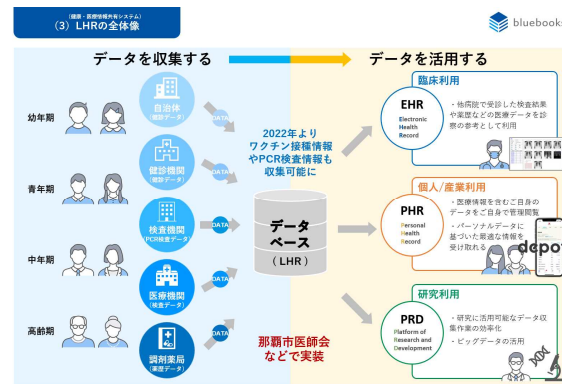 (健康・医療情報共有システム)
（3）LHRの全体像
bluebooks
データを収集する
データを活用する
幼年期
青年期
中年期
高齢期
自治体
(健診データ)
健診機関
(健診データ)
検査機関
(PCR検査データ)
医療機関
(検査データ)
調剤薬局
(薬歴データ)
DATA
DATA
DATA
DATA
DATA
2022年より
ワクチン接種情報
やPCR検査情報も
収集可能に
データ
ベース
（LHR）
那覇市医師会
などで実装
臨床利用
EHR
Electronic
Health
Record
・他病院で受診した検査結果
や薬歴などの医療データを診
察の参考として利用
個人/産業利用
PHR
Personal
Health
Record
・医療情報を含むご自身の
データをご自身で管理閲覧
・パーソナルデータに
基づいた最適な情報を
受け取れる
depot
研究利用
PRD
Platform of
Research and
Development
・研究に活用可能なデータ収
集作業の効率化
・ビッグデータの活用